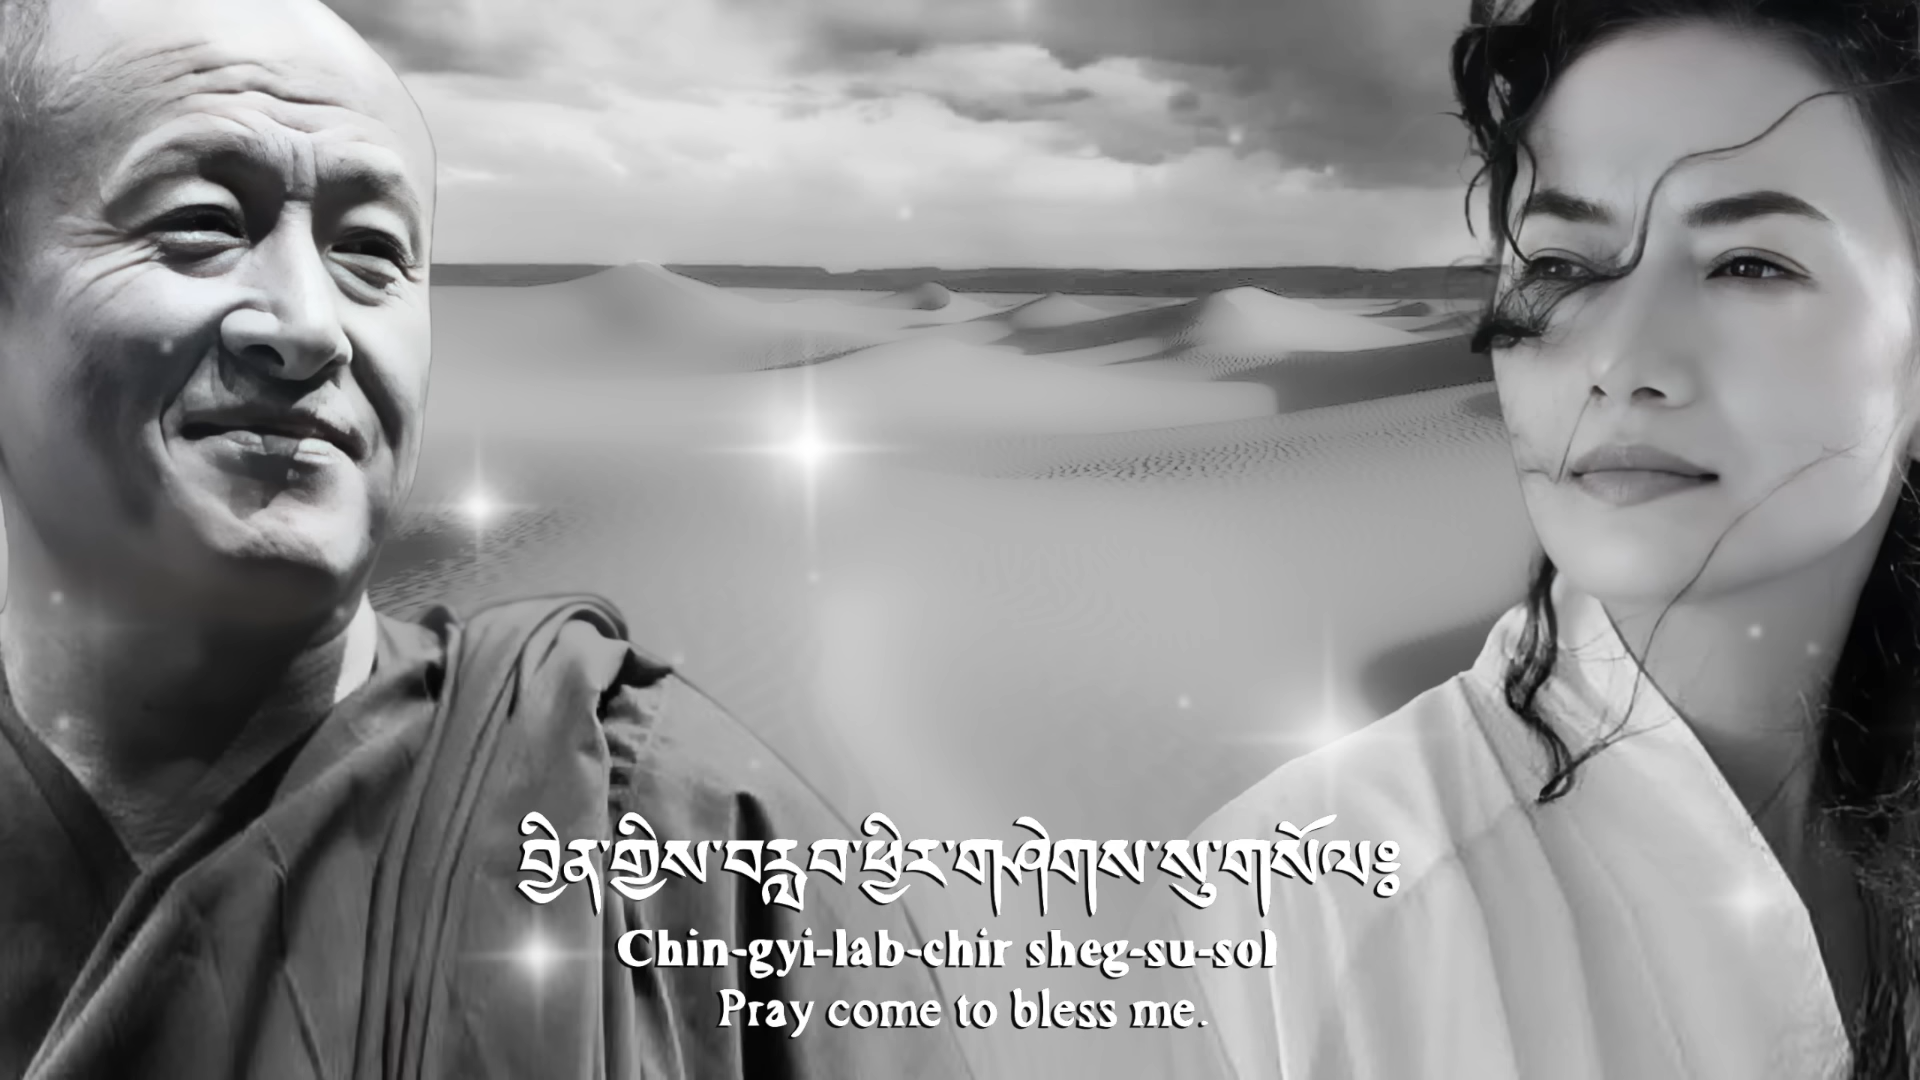 བྱིན་གྱིས་བརླབ་ཕྱིར་གཤེགས་སུ་གསོལ༔
Chin-gyi-lab-chir sheg-su-sol
Pray come to bless me.